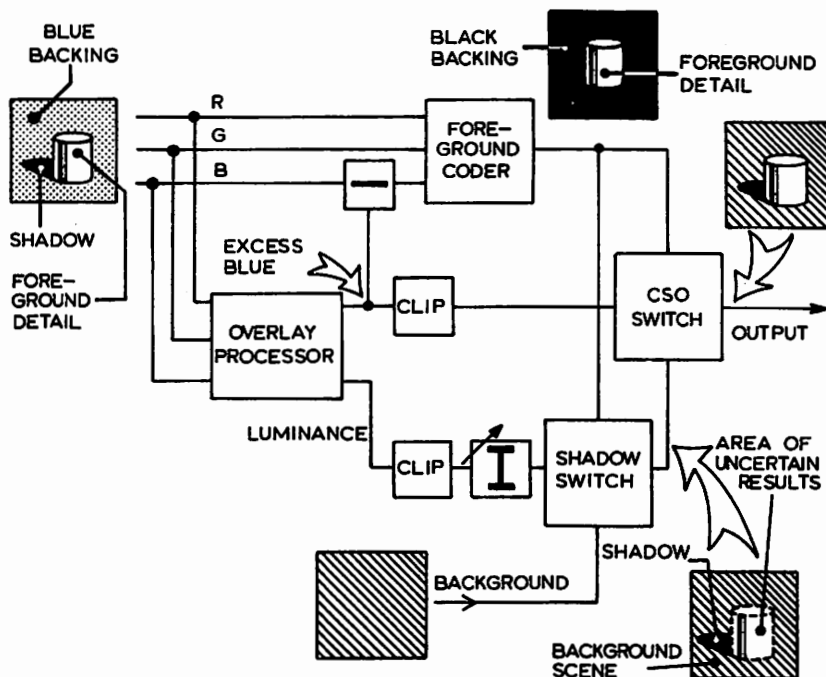 BLUE
BACKING
BLACK
BACKING
FOREGROUND
DETAIL
R
G
B
FORE-
GROUND
CODER
SHADOW
FORE-
GROUND
DETAIL
EXCESS
BLUE
CLIP
CSO
SWITCH
OUTPUT
OVERLAY
PROCESSOR
LUMINANCE
CLIP
I
SHADOW
SWITCH
AREA OF
UNCERTAIN
RESULTS
SHADOW
BACKGROUND
BACKGROUND
SCENE